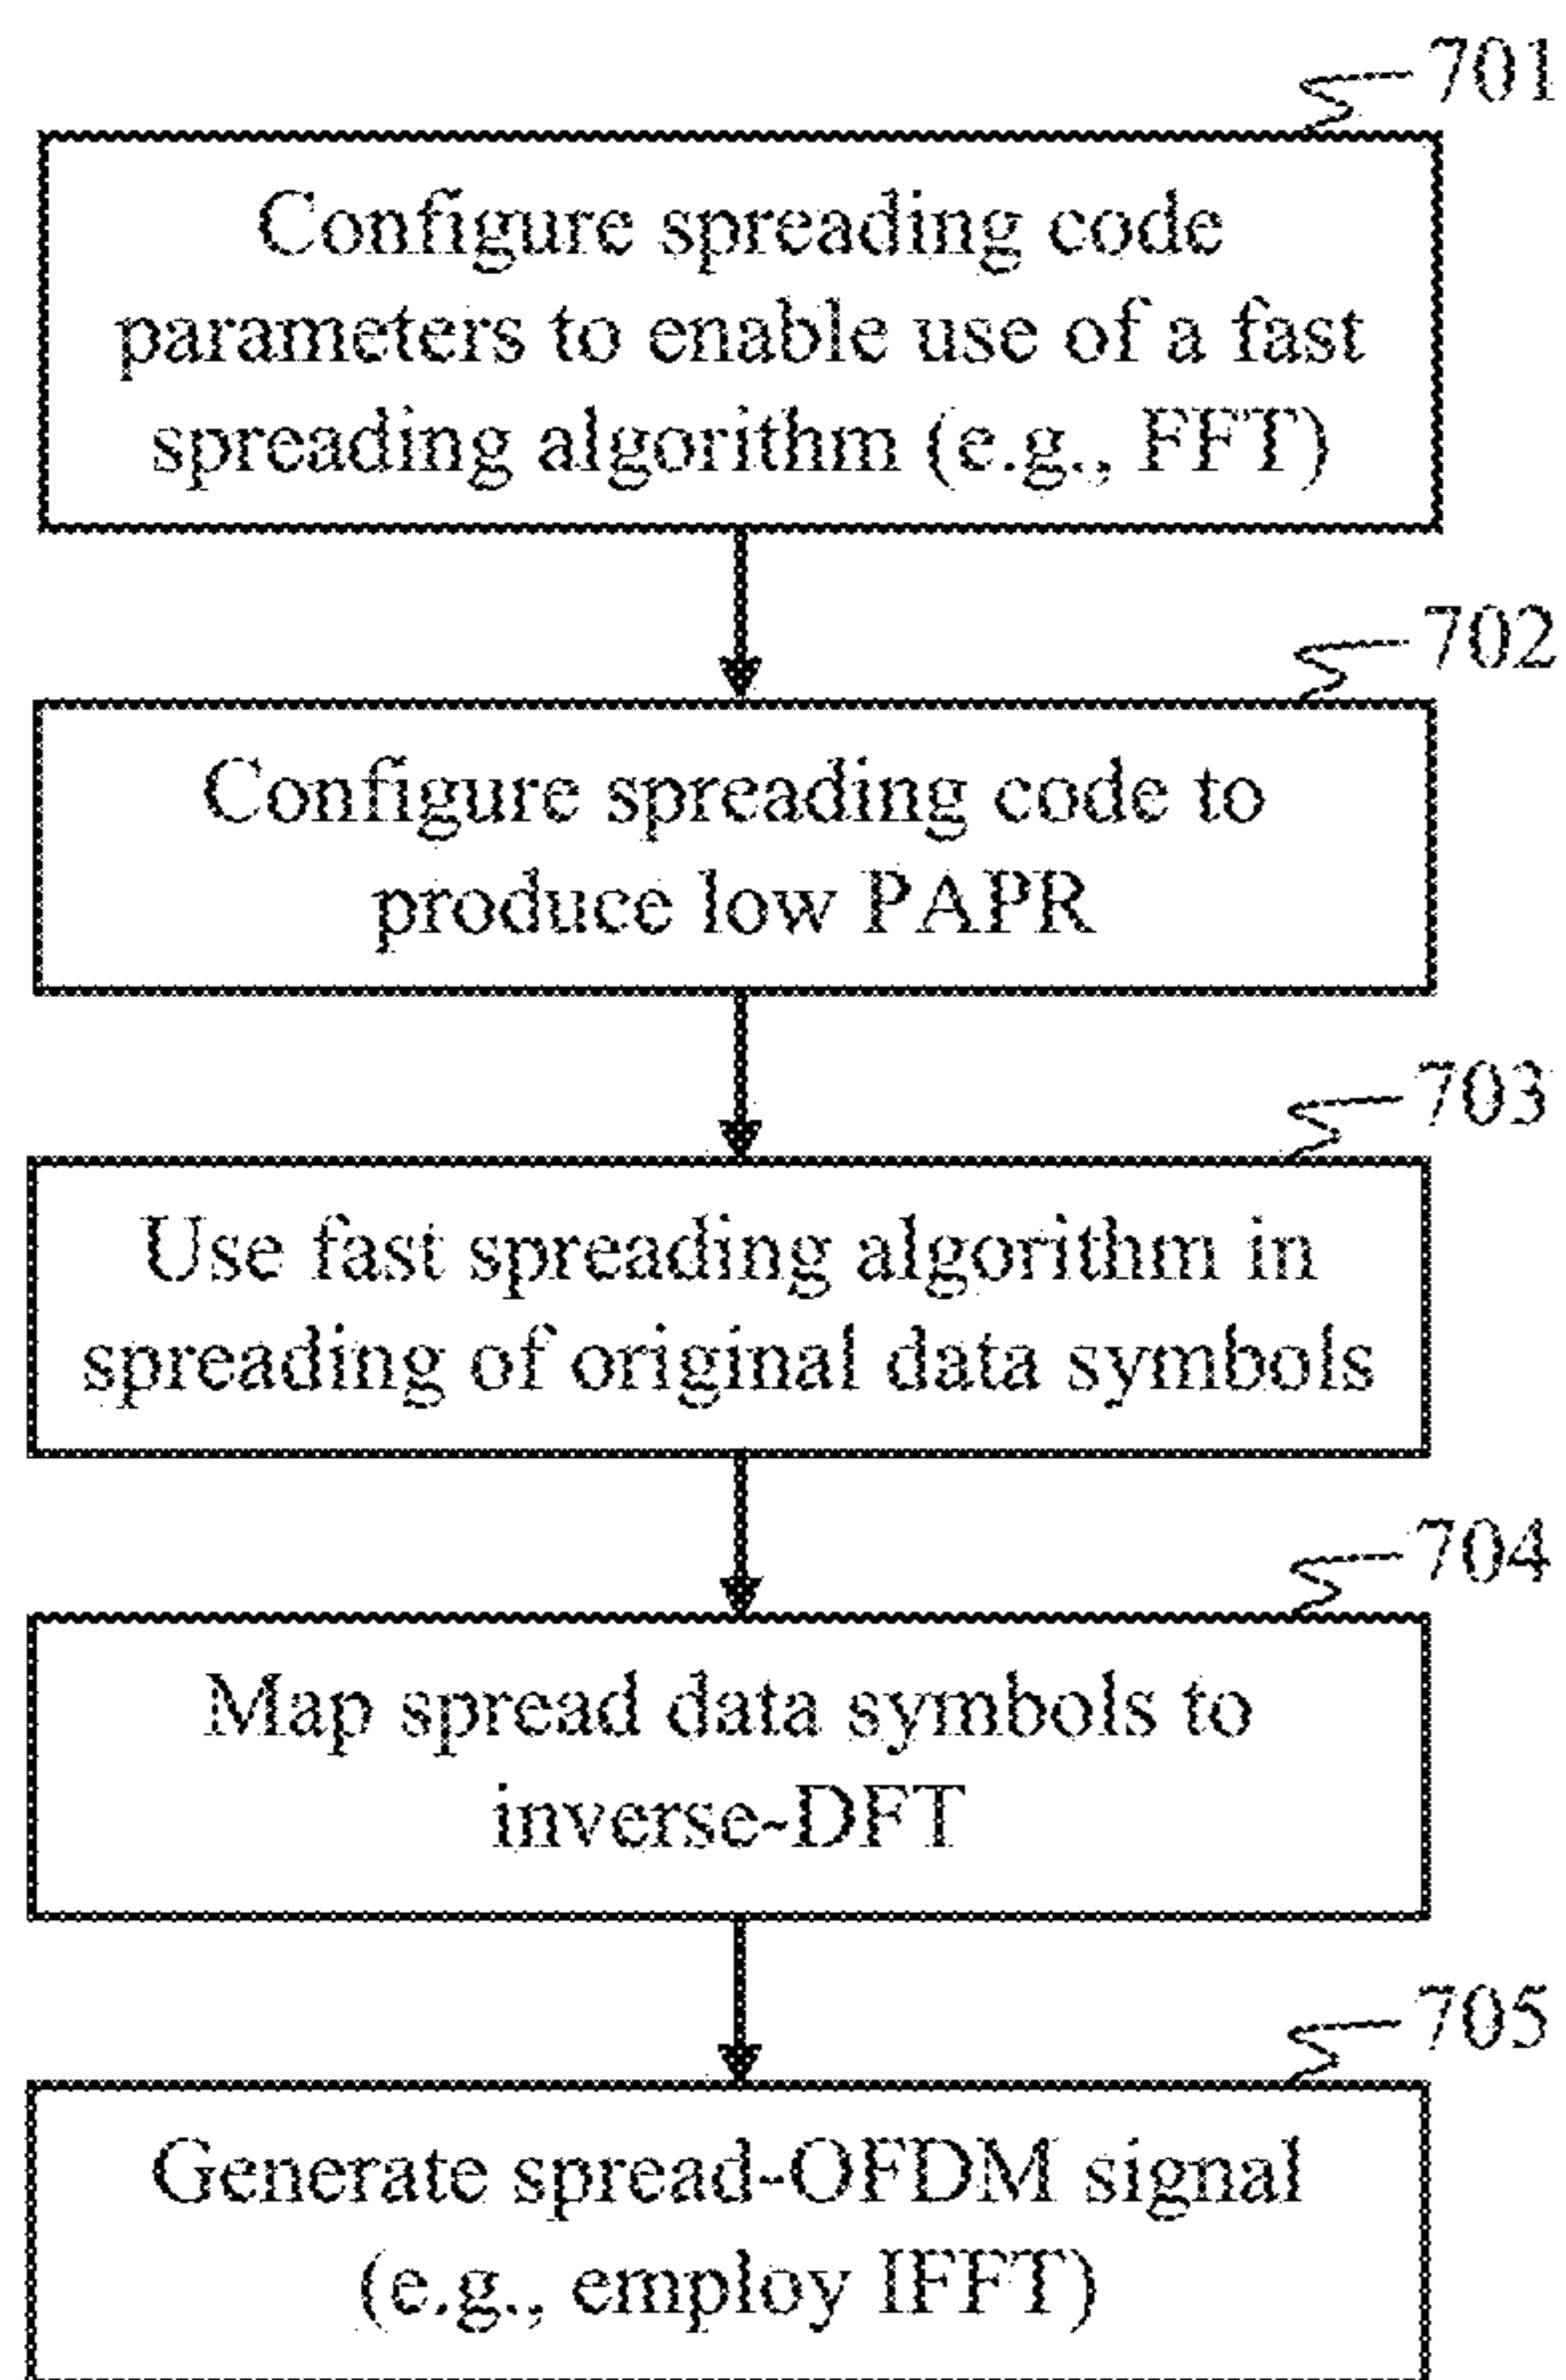 701
Configure spreading code
parameters to enable use of a fast
spreading algorithm (e.g., FFT)
702
Configure spreading code to
produce low PAPR
703
Use fast spreading algorithm in
spreading of original data symbols
704
Map spread data symbols to
inverse-DFT
705
Generate spread-OFDM signal
(e.g., employ IFFT)